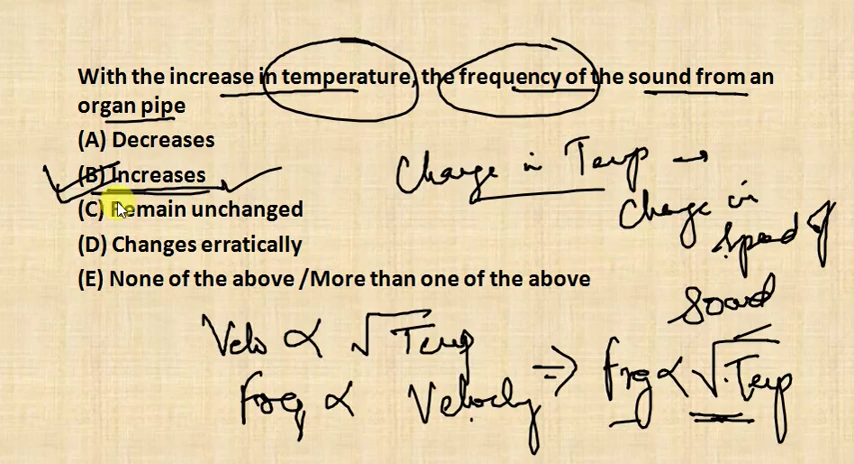 With the increase in temperature, the frequency of the sound from an
organ pipe
(A) Decreases
(B) Increases
(C) Remain unchanged
(D) Changes erratically
(E) None of the above /More than one of the above
Change in Temp →
Change in
speed of
sound
Velo ∝ √Temp
Freq ∝ Velocity ⇒ Frq ∝ √Temp